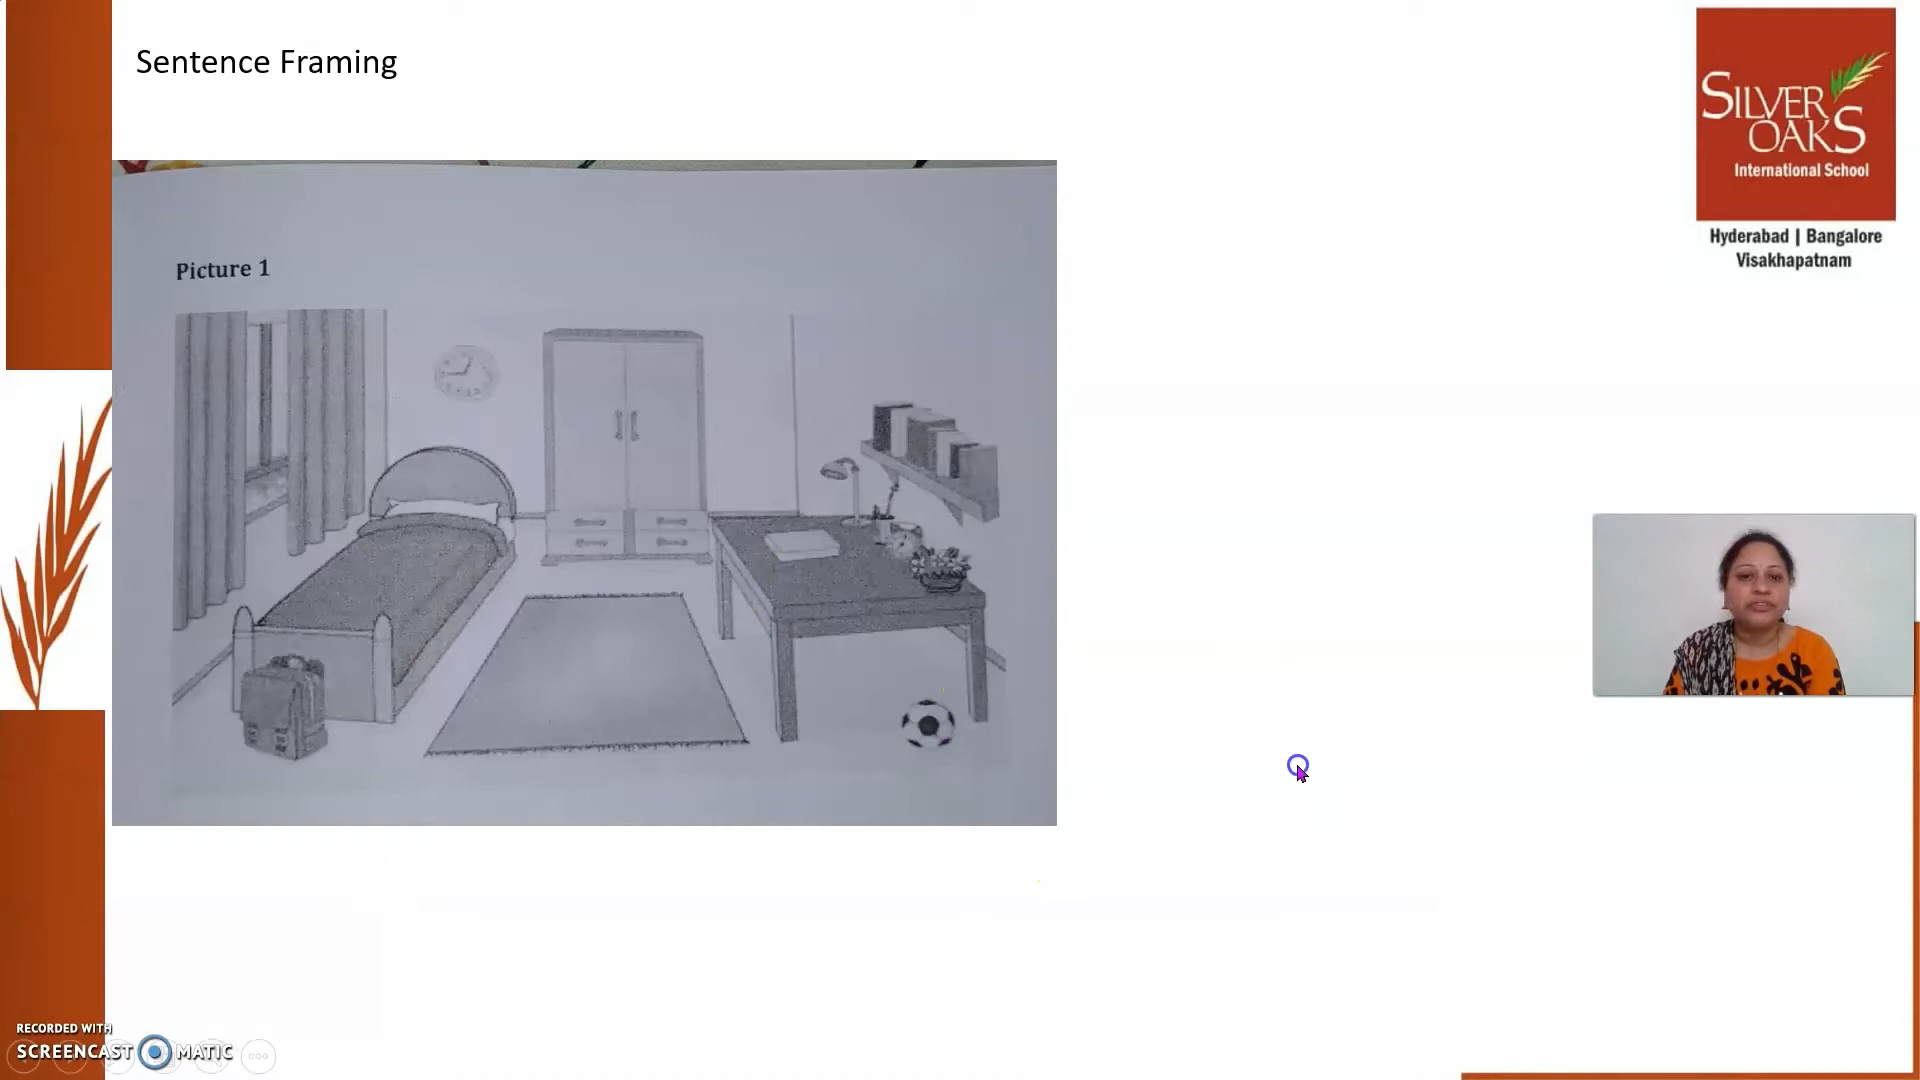 Sentence Framing
SILVER
OAKS
International School
Hyderabad | Bangalore
Visakhapatnam
Picture 1
RECORDED WITH
SCREENCAST MATIC